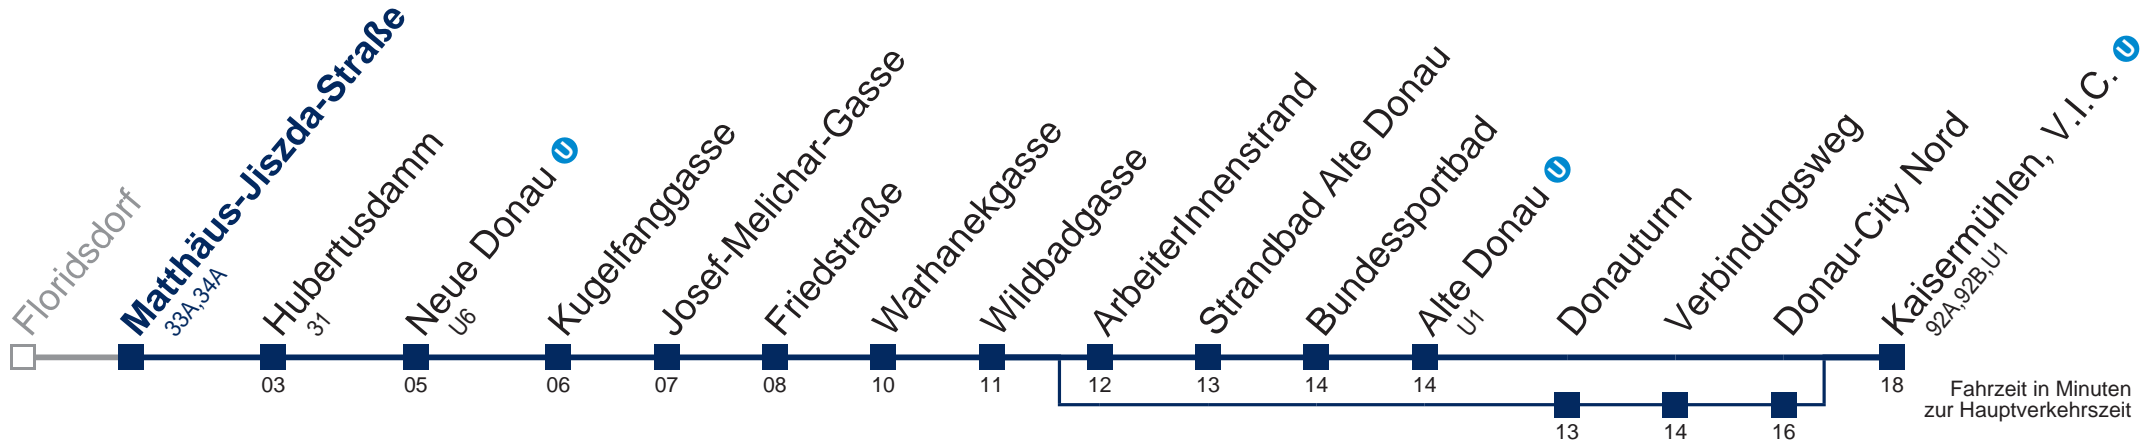 Floridsdorf
Matthäus-Jiszda-Straße
33A,34A
Hubertusdamm
31
Neue Donau U
U6
Kugelfanggasse
Josef-Melichar-Gasse
Friedstraße
Warhanekgasse
Wildbadgasse
ArbeiterInnenstrand
Strandbad Alte Donau
Bundessportbad
Alte Donau U
U1
Donauturm
Verbindungsweg
Donau-City Nord
Kaisermühlen, V.I.C. U
92A,92B,U1
03 05 06 07 08 10 11 12 13 14 14 18
13 14 16
Fahrzeit in Minuten
zur Hauptverkehrszeit